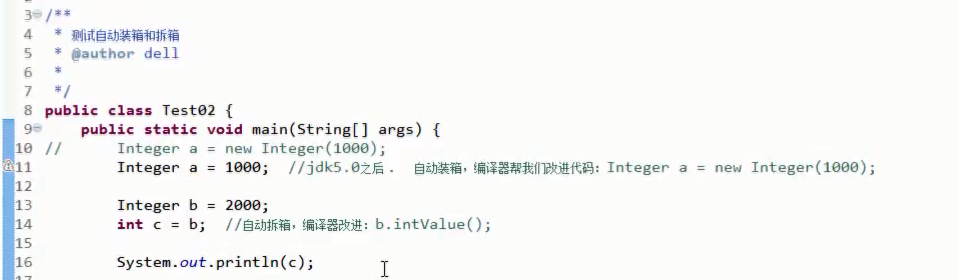 3 /**
4  * 测试自动装箱和拆箱
5  * @author dell
6  *
7  */
8 public class Test02 {
9     public static void main(String[] args) {
10 //      Integer a = new Integer(1000);
11         Integer a = 1000;  //jdk5.0之后 .  自动装箱，编译器帮我们改进代码：Integer a = new Integer(1000);
12
13         Integer b = 2000;
14         int c = b;  //自动拆箱，编译器改进：b.intValue();
15
16         System.out.println(c);